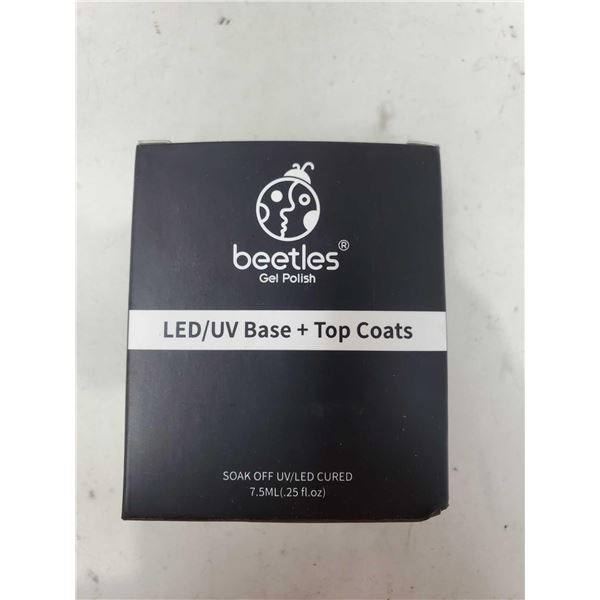 beetles®
Gel Polish
LED/UV Base + Top Coats
SOAK OFF UV/LED CURED
7.5ML(.25 fl.oz)